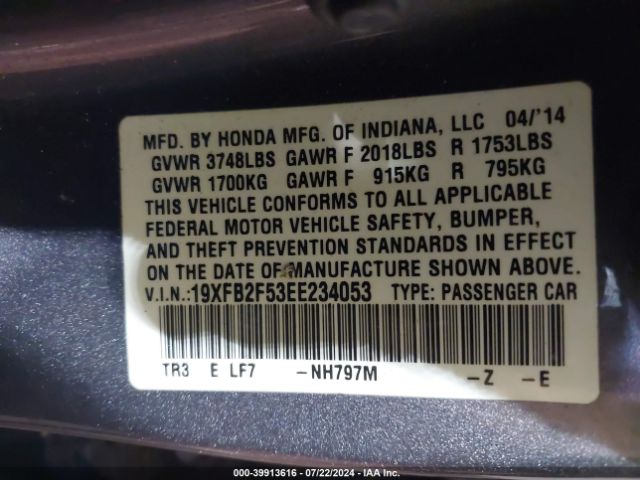 MFD. BY HONDA MFG. OF INDIANA, LLC 04/'14
GVWR 3748LBS GAWR F 2018LBS R 1753LBS
GVWR 1700KG GAWR F 915KG R 795KG
THIS VEHICLE CONFORMS TO ALL APPLICABLE
FEDERAL MOTOR VEHICLE SAFETY, BUMPER,
AND THEFT PREVENTION STANDARDS IN EFFECT
ON THE DATE OF MANUFACTURE SHOWN ABOVE.
V.I.N.:19XFB2F53EE234053 TYPE: PASSENGER CAR
TR3 E LF7 -NH797M -Z -E
000-39913616 - 07/22/2024 - IAA Inc.